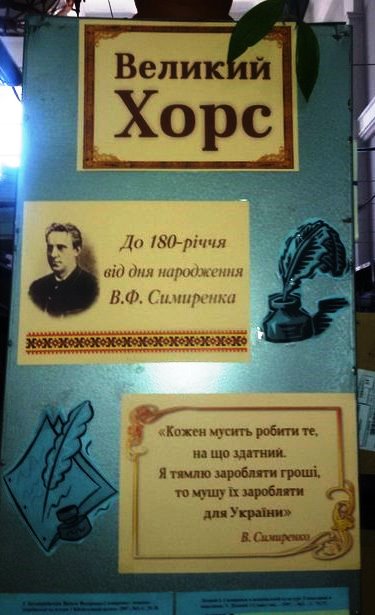 Великий
Хорс
До 180-річчя
від дня народження
В.Ф. Симиренка
«Кожен мусить робити те,
на що здатний.
Я тямлю заробляти гроші,
то мушу їх заробляти
для України»
В. Симиренко